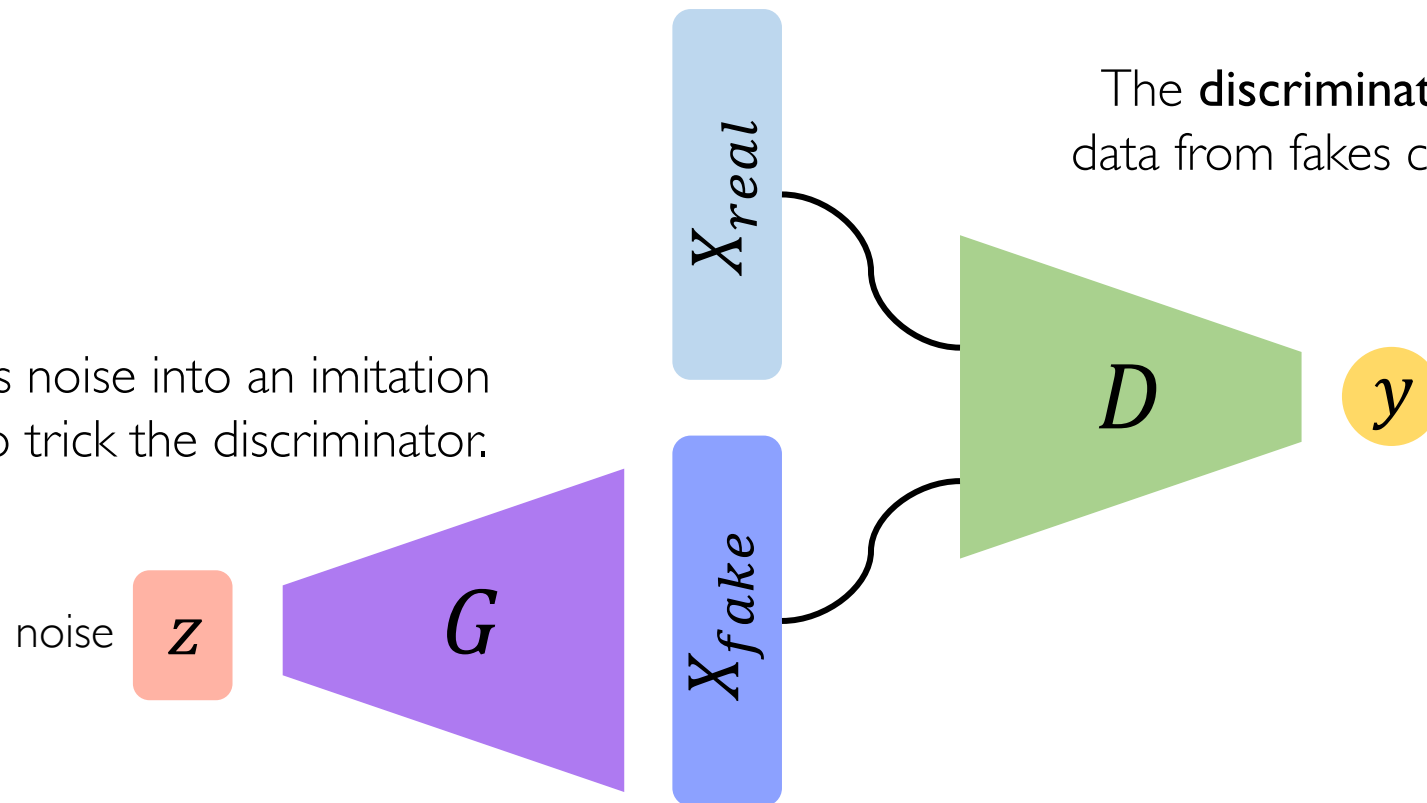 The discriminat
data from fakes c
X_real
s noise into an imitation
o trick the discriminator.
D
y
noise
z
G
X_fake